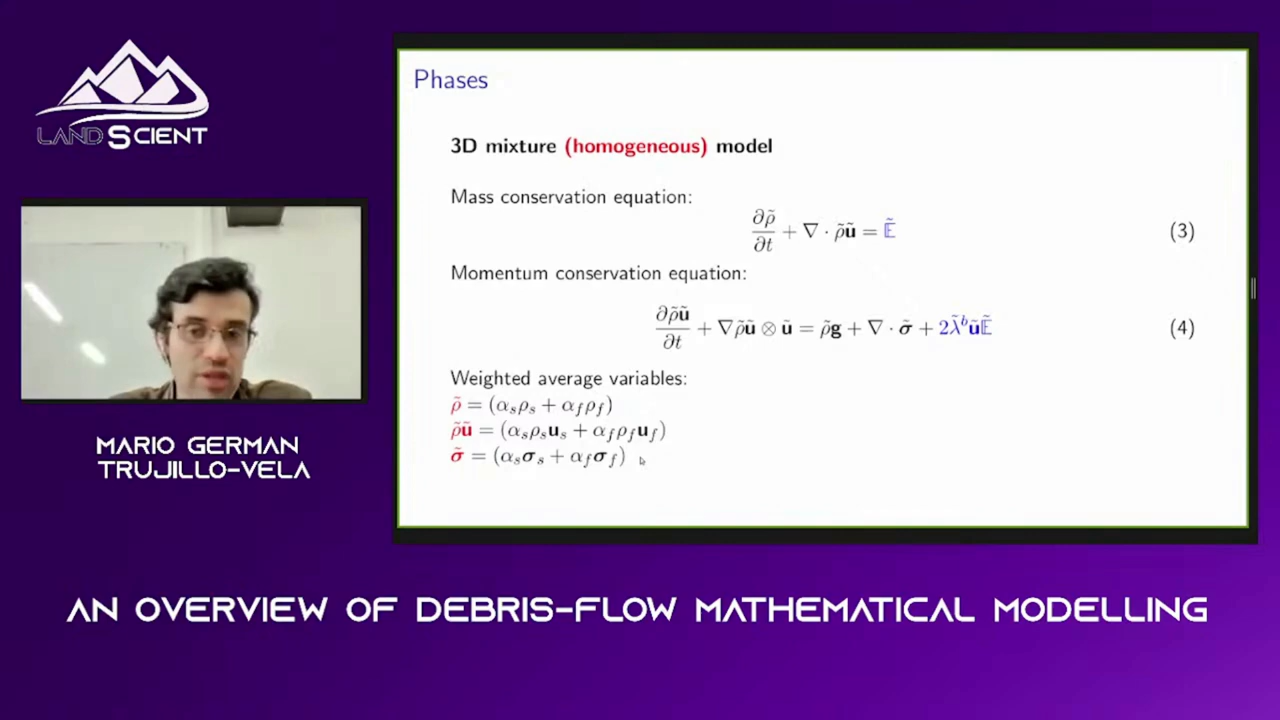 LANDSCIENT
Phases
3D mixture (homogeneous) model
Mass conservation equation:
∂ρ̃/∂t + ∇ · ρ̃ũ = 𝔼̃ (3)
Momentum conservation equation:
∂ρ̃ũ/∂t + ∇ρ̃ũ ⊗ ũ = ρ̃g + ∇ · σ̃ + 2λ̃ᵇũ𝔼̃ (4)
Weighted average variables:
ρ̃ = (αₛρₛ + α_fρ_f)
ρ̃ũ = (αₛρₛuₛ + α_fρ_fu_f)
σ̃ = (αₛσₛ + α_fσ_f)
MARIO GERMAN
TRUJILLO-VELA
AN OVERVIEW OF DEBRIS-FLOW MATHEMATICAL MODELLING